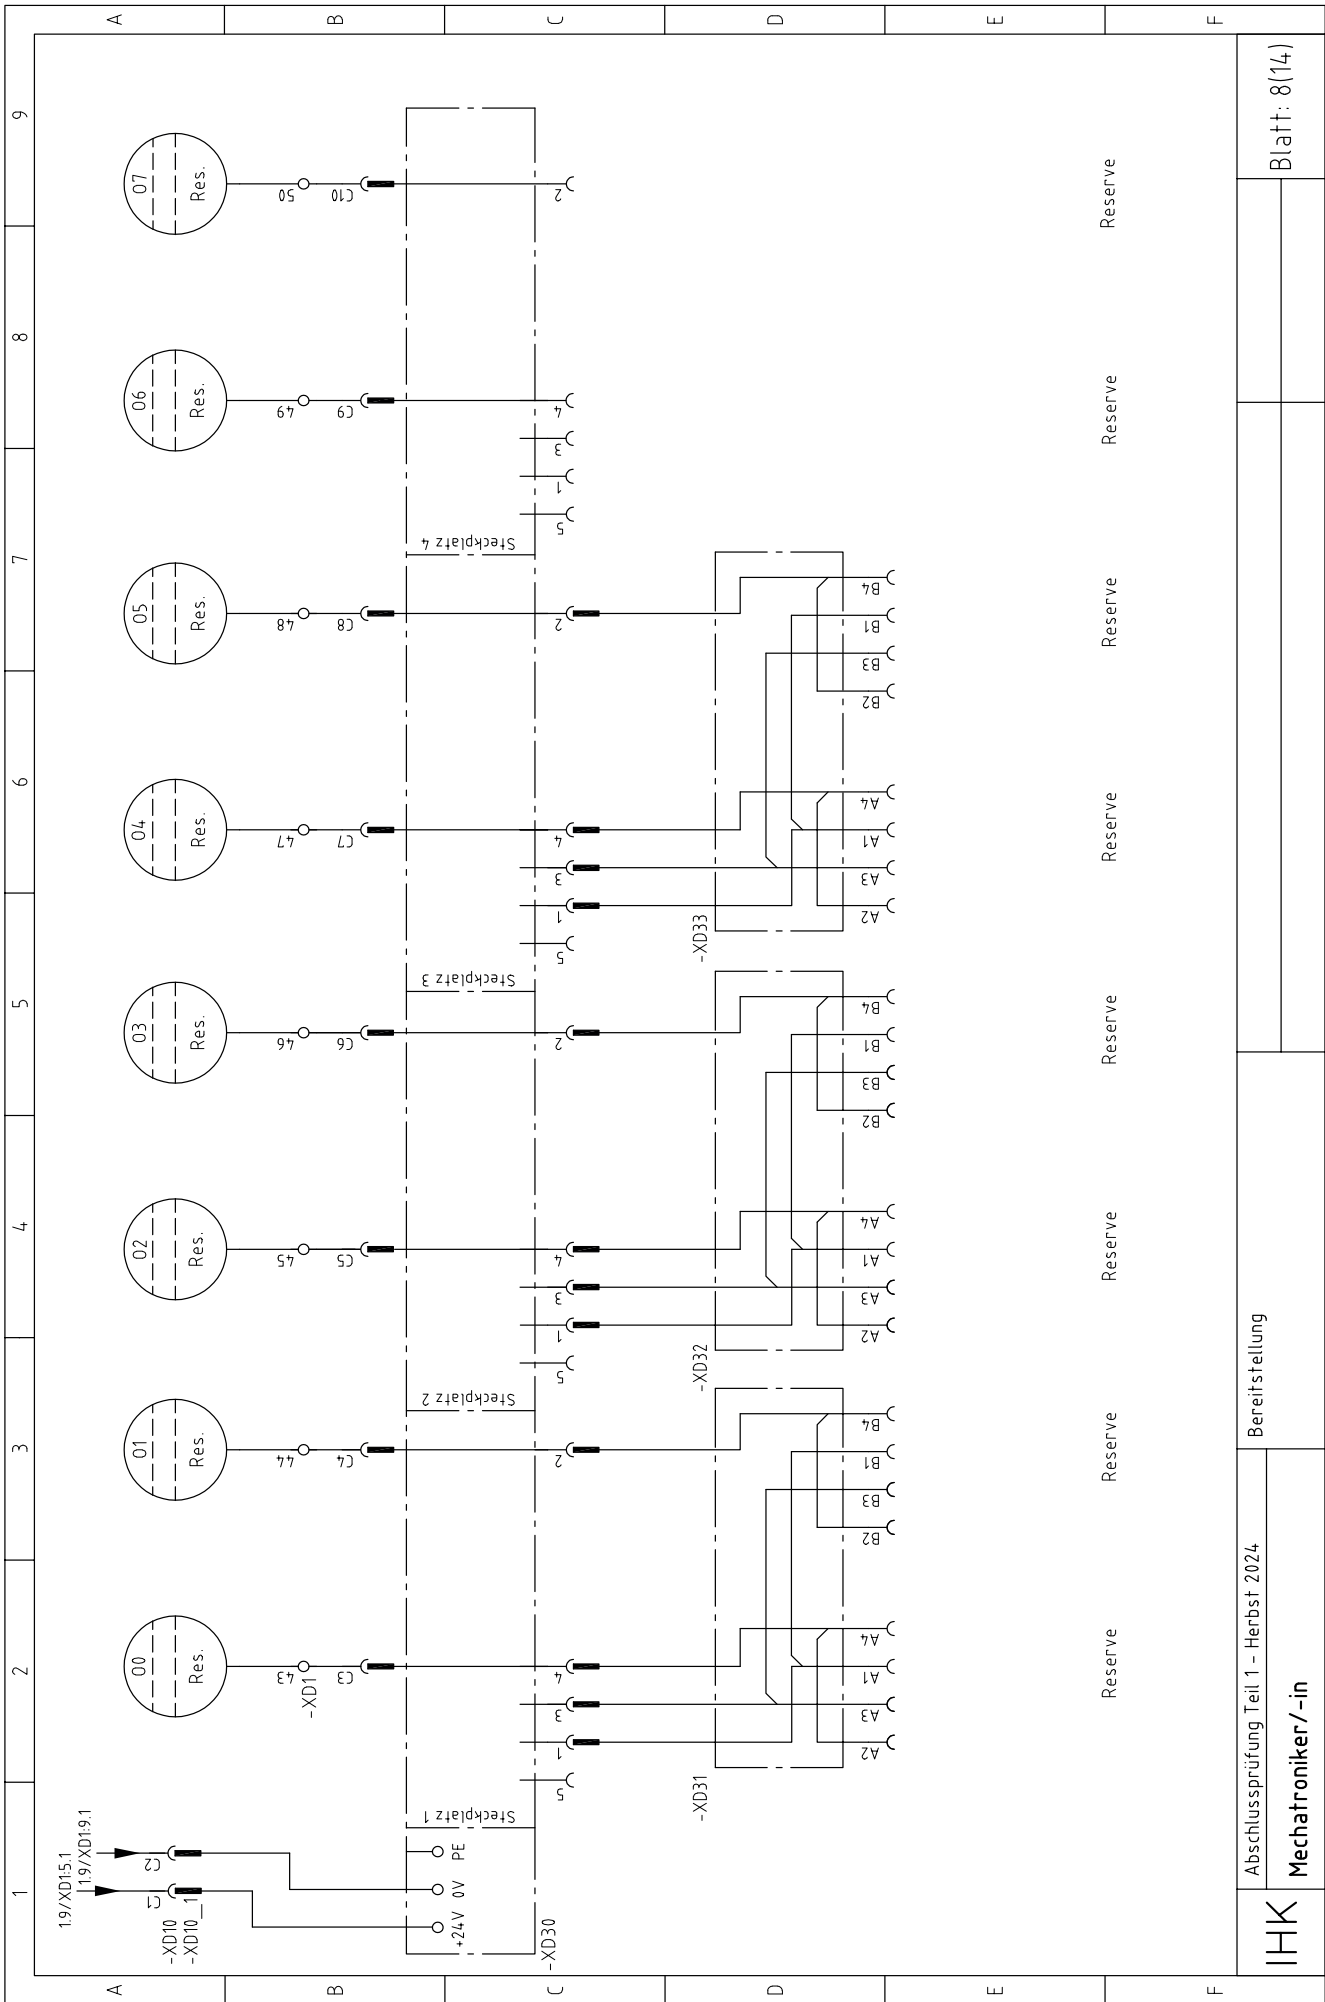 1 2 3 4 5 6 7 8 9
A
B
C
D
E
F
1.9/XD1:5.1
1.9/XD1:9.1
C1 C2
-XD10
-XD10__1
00 01 02 03 04 05 06 07
Res. Res. Res. Res. Res. Res. Res. Res.
43 44 45 46 47 48 49 50
-XD1
C3 C4 C5 C6 C7 C8 C9 C10
Steckplatz 1 Steckplatz 2 Steckplatz 3 Steckplatz 4
+24V 0V PE
-XD30
5 1 3 4 2 5 1 3 4 2 5 1 3 4 2 5 1 3 4 2
-XD31 -XD32 -XD33
A2 A3 A1 A4 B2 B3 B1 B4 A2 A3 A1 A4 B2 B3 B1 B4 A2 A3 A1 A4 B2 B3 B1 B4
Reserve Reserve Reserve Reserve Reserve Reserve Reserve Reserve
A
B
C
D
E
F
IHK
Abschlussprüfung Teil 1 – Herbst 2024
Mechatroniker/-in
Bereitstellung
Blatt: 8(14)